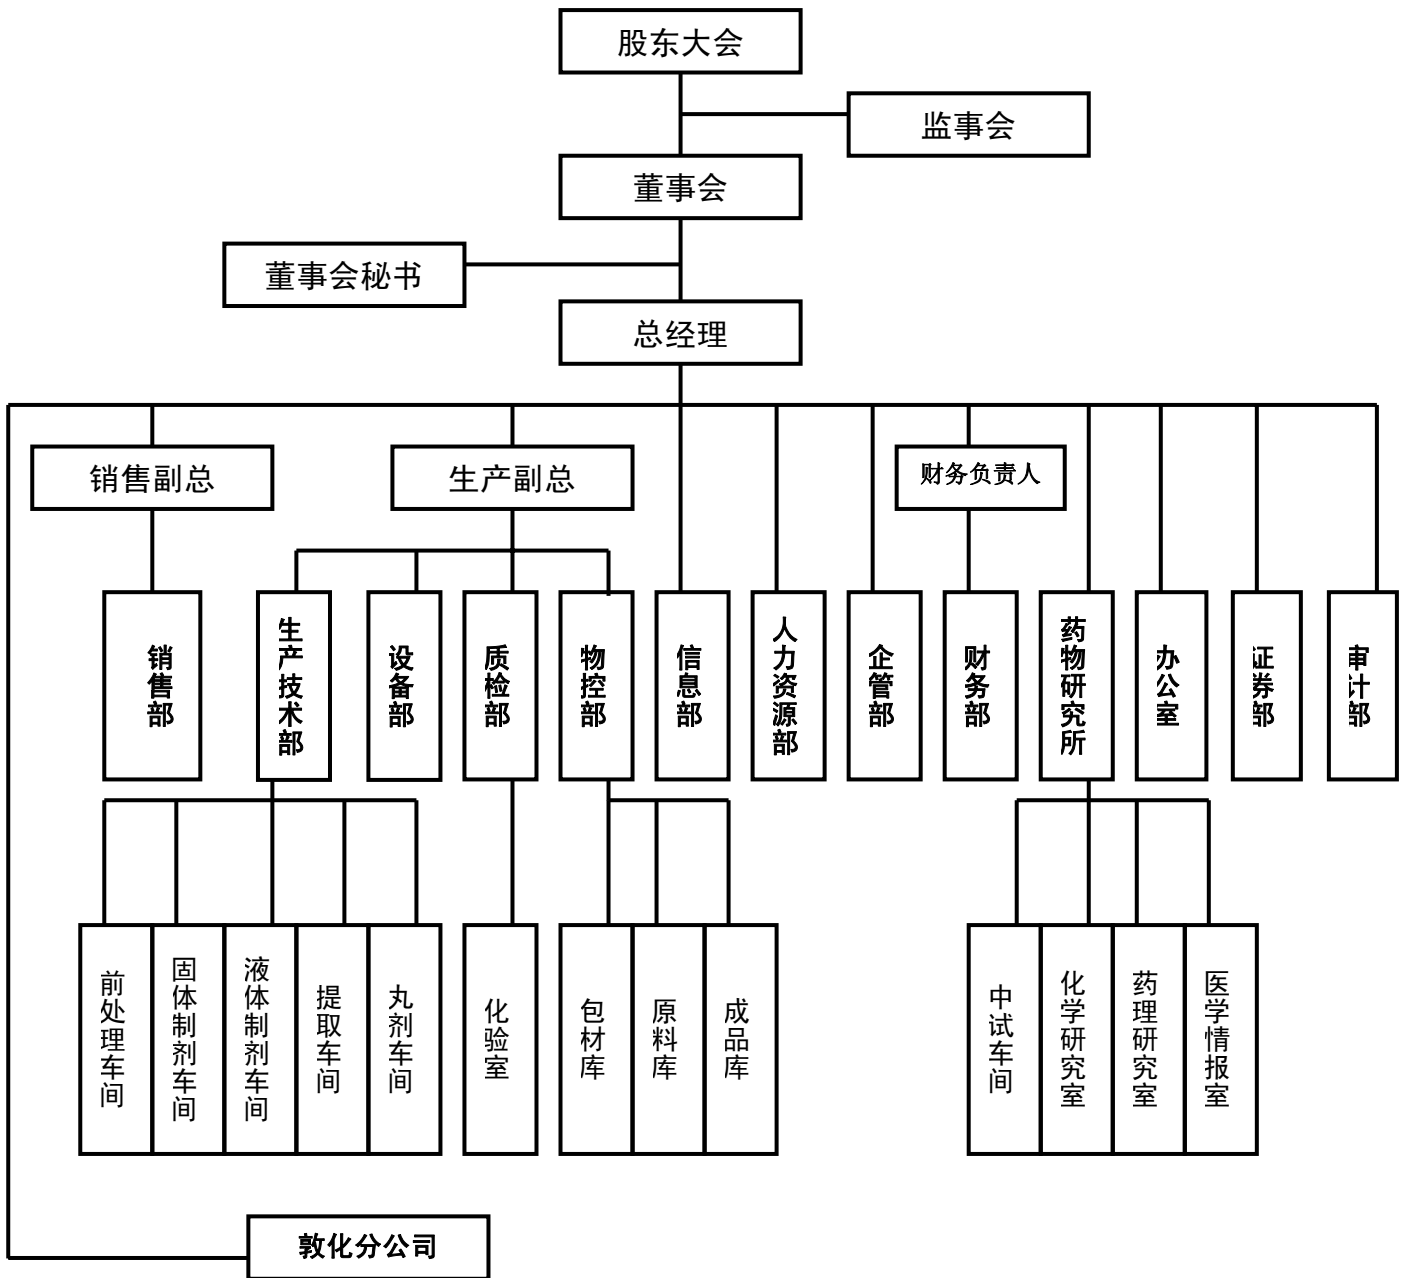 股东大会
监事会
董事会
董事会秘书
总经理
销售副总
生产副总
财务负责人
销售部
生产技术部
设备部
质检部
物控部
信息部
人力资源部
企管部
财务部
药物研究所
办公室
证券部
审计部
前处理车间
固体制剂车间
液体制剂车间
提取车间
丸剂车间
化验室
包材库
原料库
成品库
中试车间
化学研究室
药理研究室
医学情报室
敦化分公司